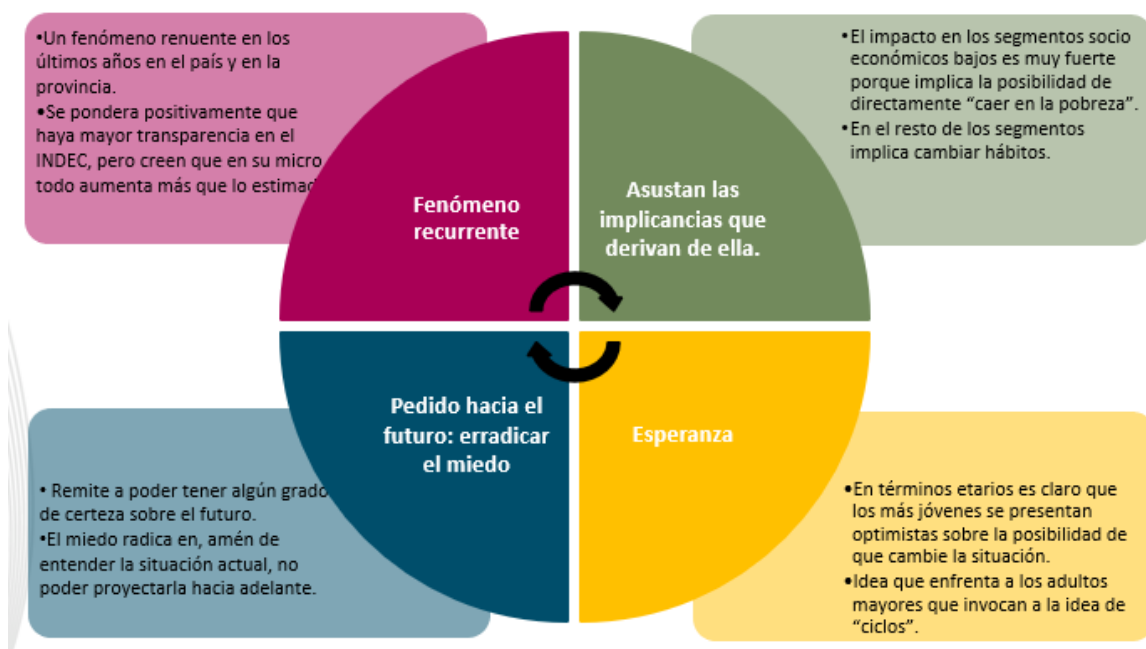 •Un fenómeno renuente en los
últimos años en el país y en la
provincia.
•Se pondera positivamente que
haya mayor transparencia en el
INDEC, pero creen que en su micro
todo aumenta más que lo
Fenómeno
recurrente
•El impacto en los segmentos socio
económicos bajos es muy fuerte
porque implica la posibilidad de
directamente “caer en la pobreza”.
•En el resto de los segmentos
implica cambiar hábitos.
Asustan las
implicancias que
derivan de ella.
Pedido hacia el
futuro: erradicar
el miedo
• Remite a poder tener algún grado
de certeza sobre el futuro.
•El miedo radica en, amén de
entender la situación actual, no
poder proyectarla hacia adelante.
Esperanza
•En términos etarios es claro que
los más jóvenes se presentan
optimistas sobre la posibilidad de
que cambie la situación.
•Idea que enfrenta a los adultos
mayores que invocan a la idea de
“ciclos”.